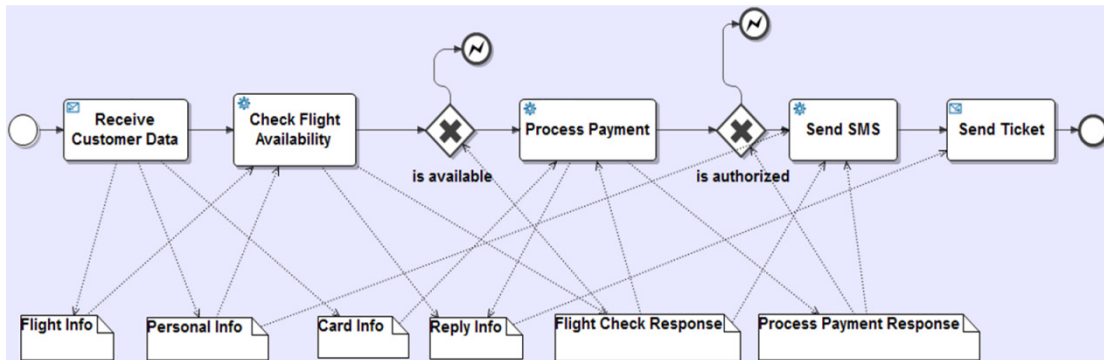 Receive
Customer Data
Check Flight
Availability
Process Payment
Send SMS
Send Ticket
is available
is authorized
Flight Info
Personal Info
Card Info
Reply Info
Flight Check Response
Process Payment Response